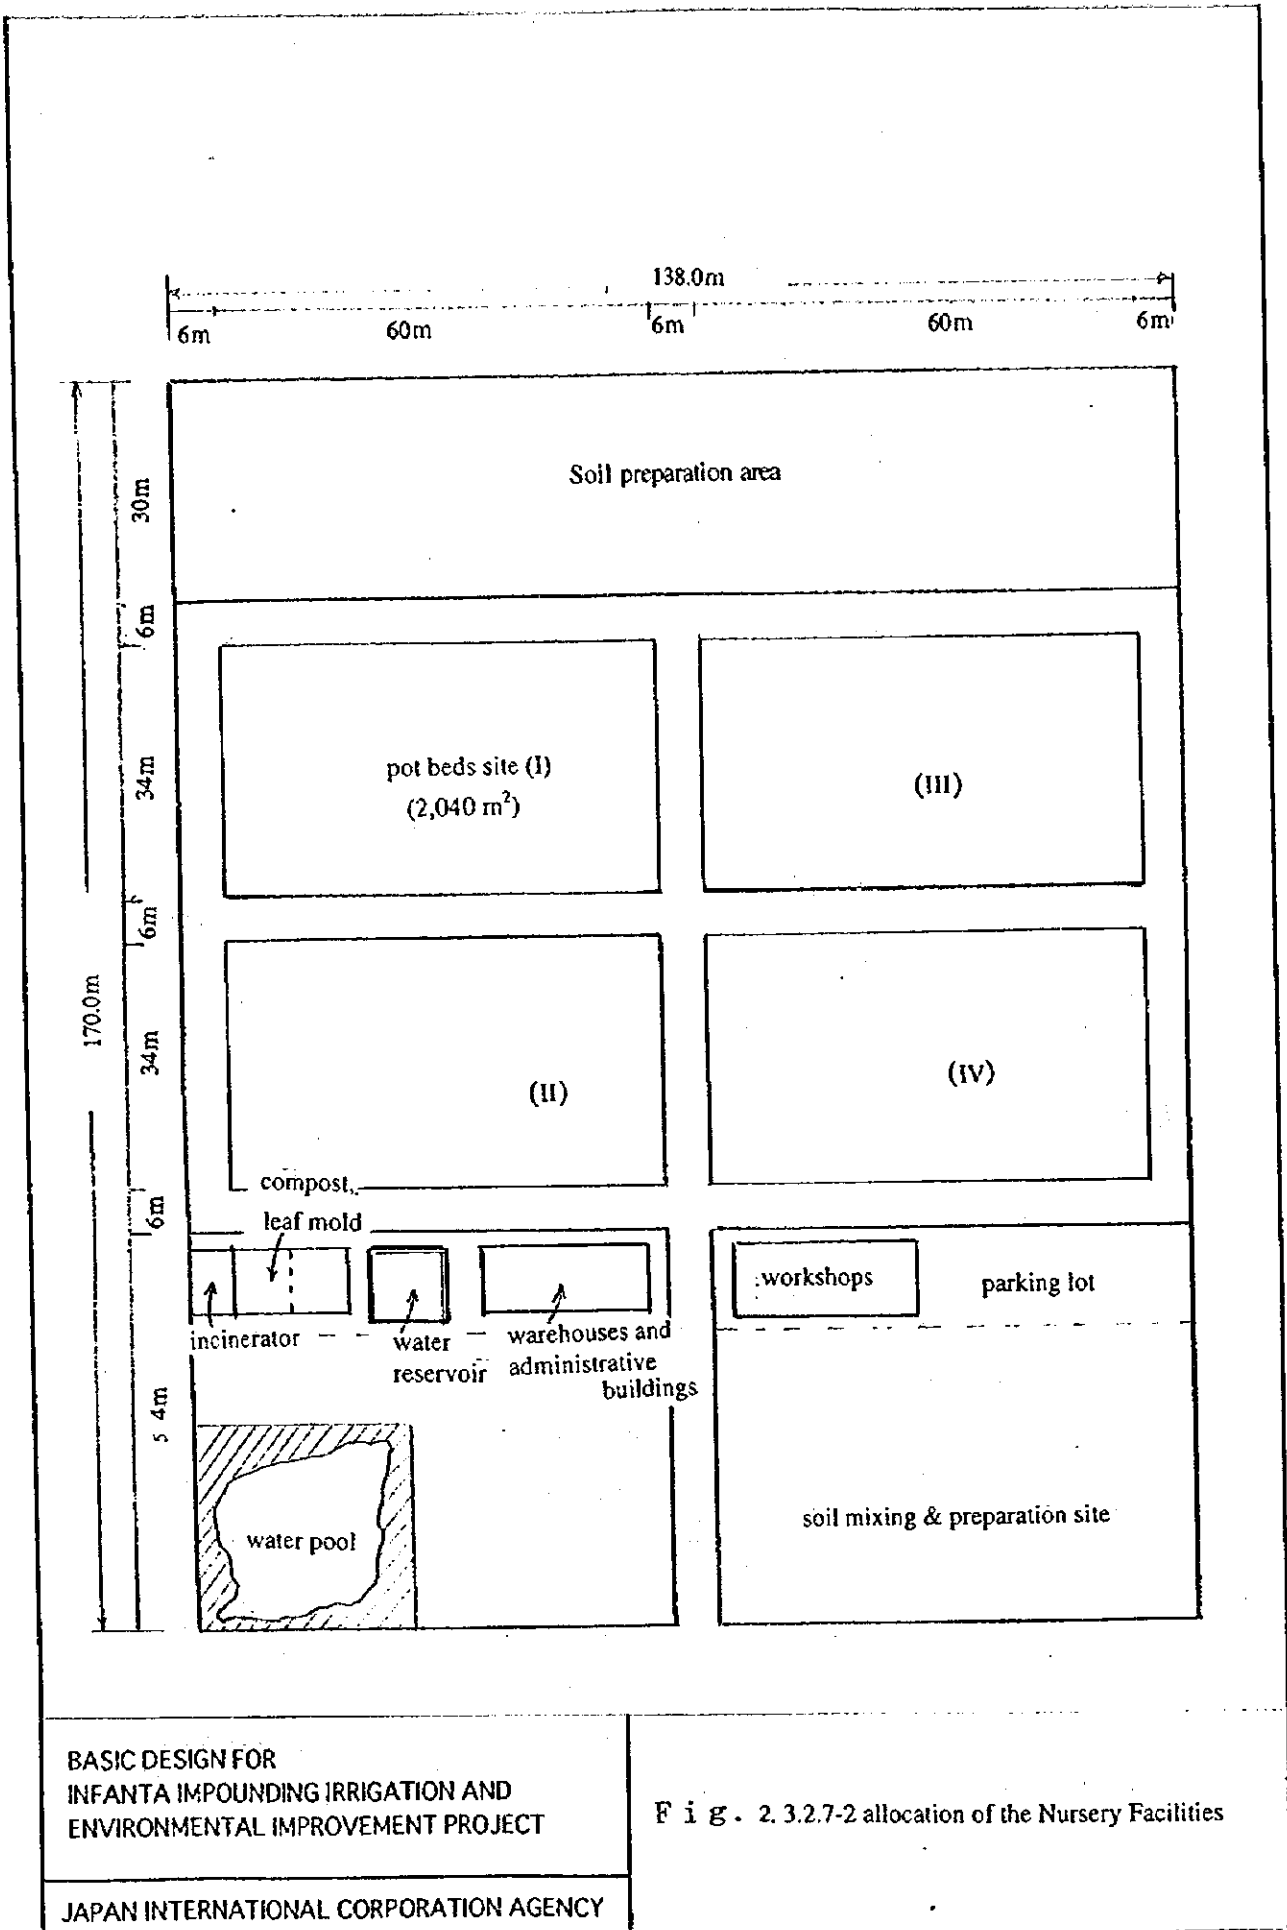 138.0m
6m 60m 6m 60m 6m
Soil preparation area
30m
6m
pot beds site (I)
(2,040 m²)
(III)
34m
6m
170.0m
34m
(II)
(IV)
compost,
leaf mold
6m
workshops
parking lot
incinerator
water
reservoir
warehouses and
administrative
buildings
5 4m
water pool
soil mixing & preparation site
BASIC DESIGN FOR
INFANTA IMPOUNDING IRRIGATION AND
ENVIRONMENTAL IMPROVEMENT PROJECT
Fig. 2.3.2.7-2 allocation of the Nursery Facilities
JAPAN INTERNATIONAL CORPORATION AGENCY